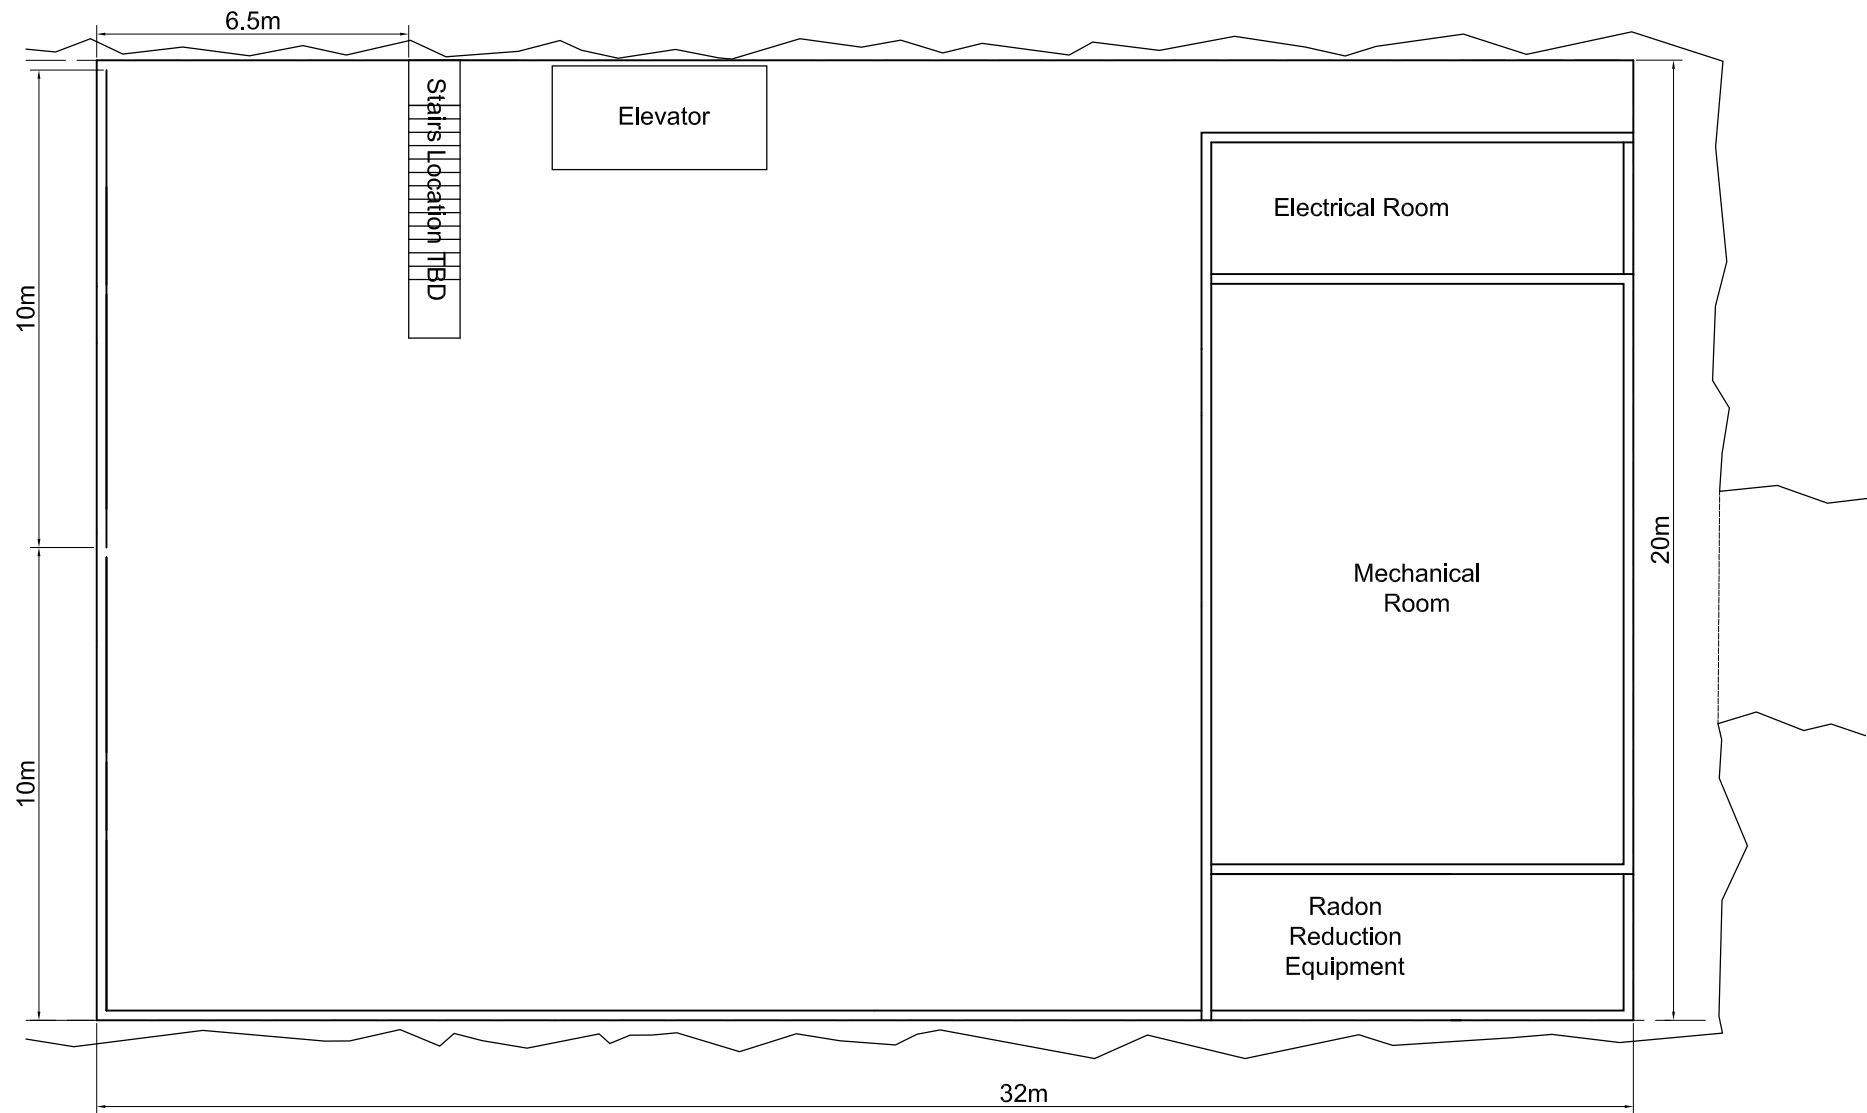 6.5m
Stairs Location TBD
Elevator
Electrical Room
10m
20m
Mechanical
Room
10m
Radon
Reduction
Equipment
32m